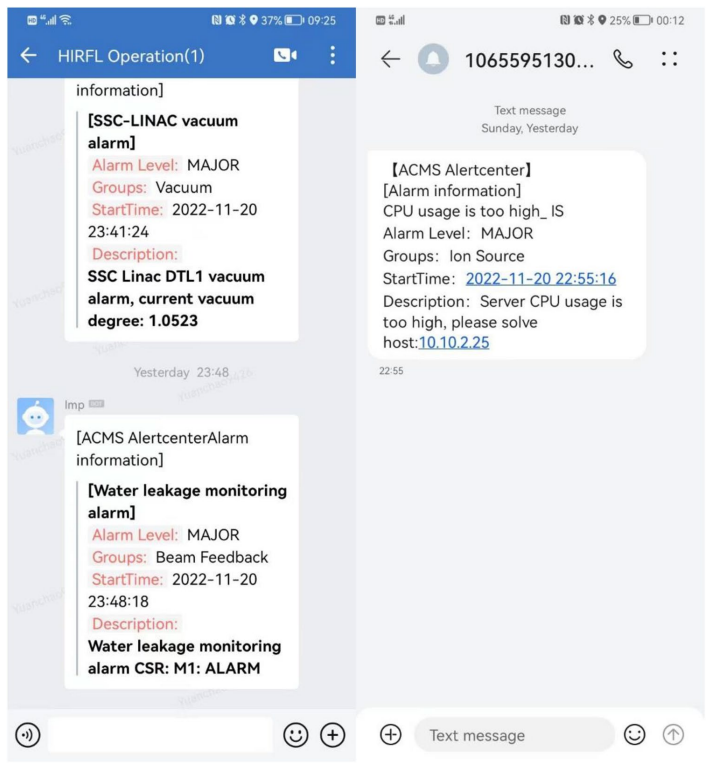 HD 4G 37% 09:25
HIRFL Operation(1)
information]
[SSC-LINAC vacuum
alarm]
Alarm Level: MAJOR
Groups: Vacuum
StartTime: 2022-11-20
23:41:24
Description:
SSC Linac DTL1 vacuum
alarm, current vacuum
degree: 1.0523
Yesterday 23:48
Imp BOT
[ACMS AlertcenterAlarm
information]
[Water leakage monitoring
alarm]
Alarm Level: MAJOR
Groups: Beam Feedback
StartTime: 2022-11-20
23:48:18
Description:
Water leakage monitoring
alarm CSR: M1: ALARM
HD 25% 00:12
1065595130...
Text message
Sunday, Yesterday
【ACMS Alertcenter】
[Alarm information]
CPU usage is too high_ IS
Alarm Level: MAJOR
Groups: Ion Source
StartTime: 2022-11-20 22:55:16
Description: Server CPU usage is
too high, please solve
host:10.10.2.25
22:55
Text message